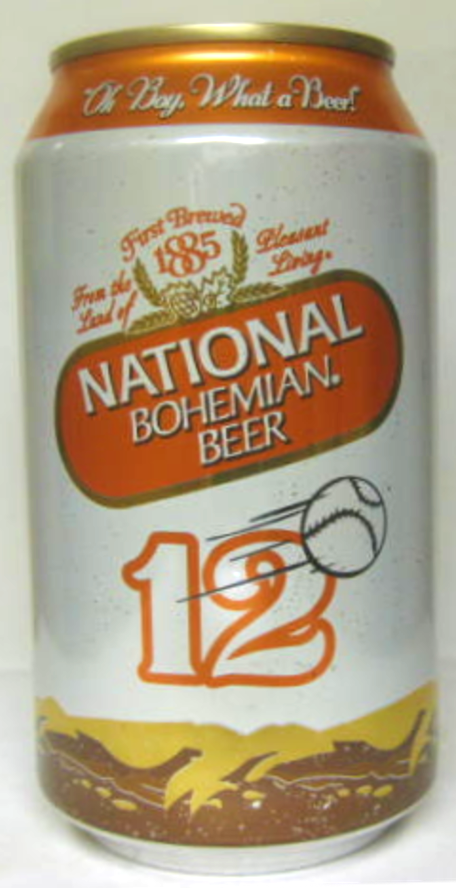 "Oh Boy, What a Beer!"
First Brewed
1885
From the
Land of
Pleasant
Living.
NATIONAL
BOHEMIAN.
BEER
12